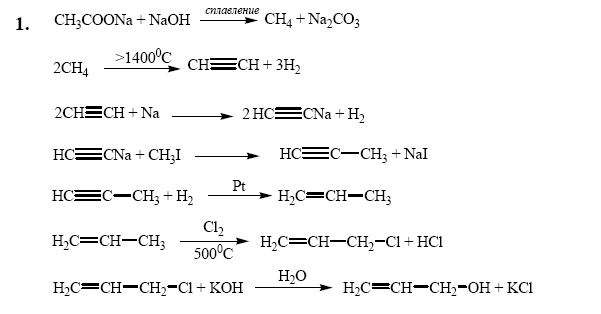 1. CH₃COONa + NaOH —сплавление→ CH₄ + Na₂CO₃
2CH₄ —>1400⁰C→ CH≡CH + 3H₂
2CH≡CH + Na ⟶ 2HC≡CNa + H₂
HC≡CNa + CH₃I ⟶ HC≡C—CH₃ + NaI
HC≡C—CH₃ + H₂ —Pt→ H₂C=CH—CH₃
H₂C=CH—CH₃ —Cl₂ 500⁰C→ H₂C=CH—CH₂-Cl + HCl
H₂C=CH—CH₂-Cl + KOH —H₂O→ H₂C=CH—CH₂-OH + KCl